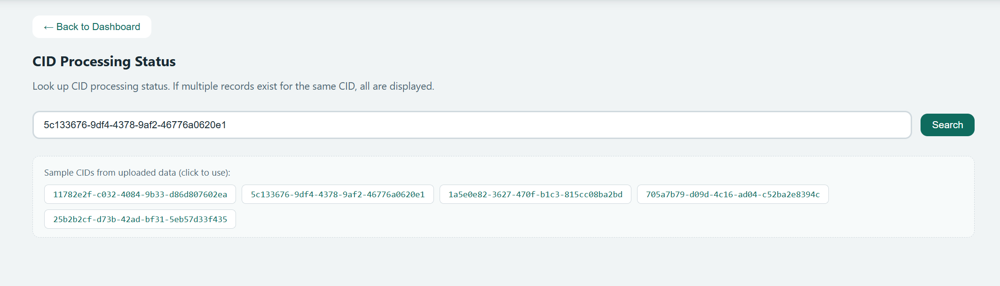 ← Back to Dashboard
CID Processing Status
Look up CID processing status. If multiple records exist for the same CID, all are displayed.
5c133676-9df4-4378-9af2-46776a0620e1
Search
Sample CIDs from uploaded data (click to use):
11782e2f-c032-4084-9b33-d86d807602ea
5c133676-9df4-4378-9af2-46776a0620e1
1a5e0e82-3627-470f-b1c3-815cc08ba2bd
705a7b79-d09d-4c16-ad04-c52ba2e8394c
25b2b2cf-d73b-42ad-bf31-5eb57d33f435